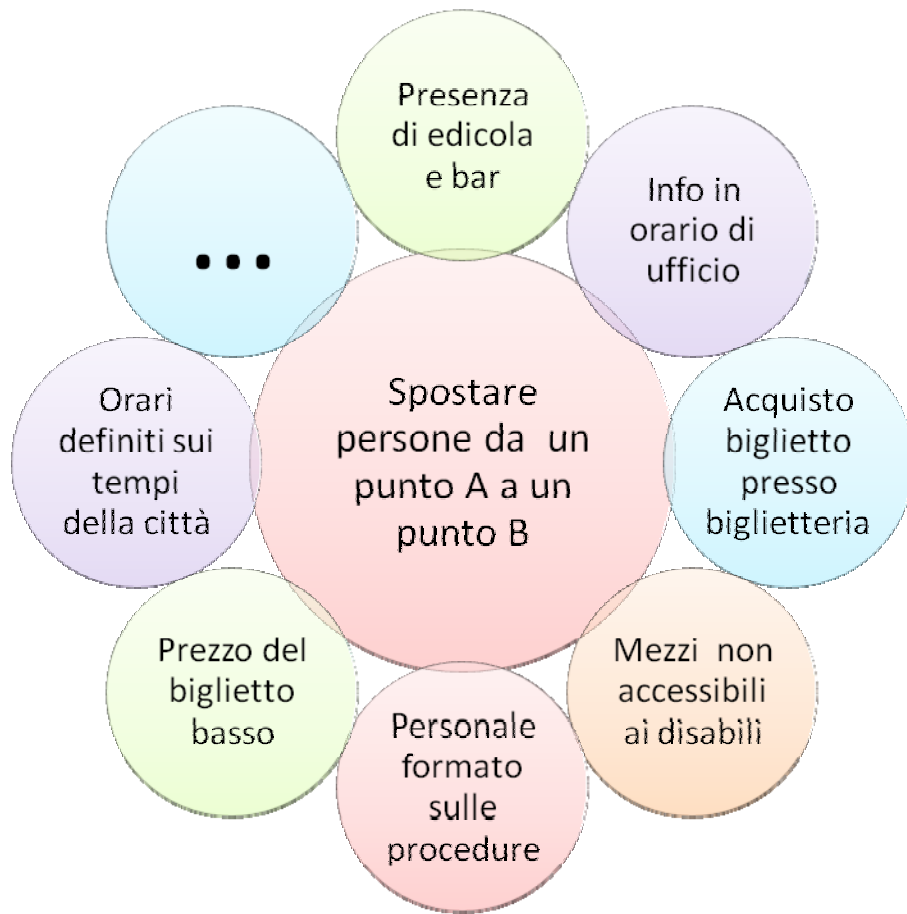 Presenza
di edicola
e bar
Info in
orario di
ufficio
Acquisto
biglietto
presso
biglietteria
Mezzi non
accessibili
ai disabili
Personale
formato
sulle
procedure
Prezzo del
biglietto
basso
Orari
definiti sui
tempi
della città
...
Spostare
persone da un
punto A a un
punto B